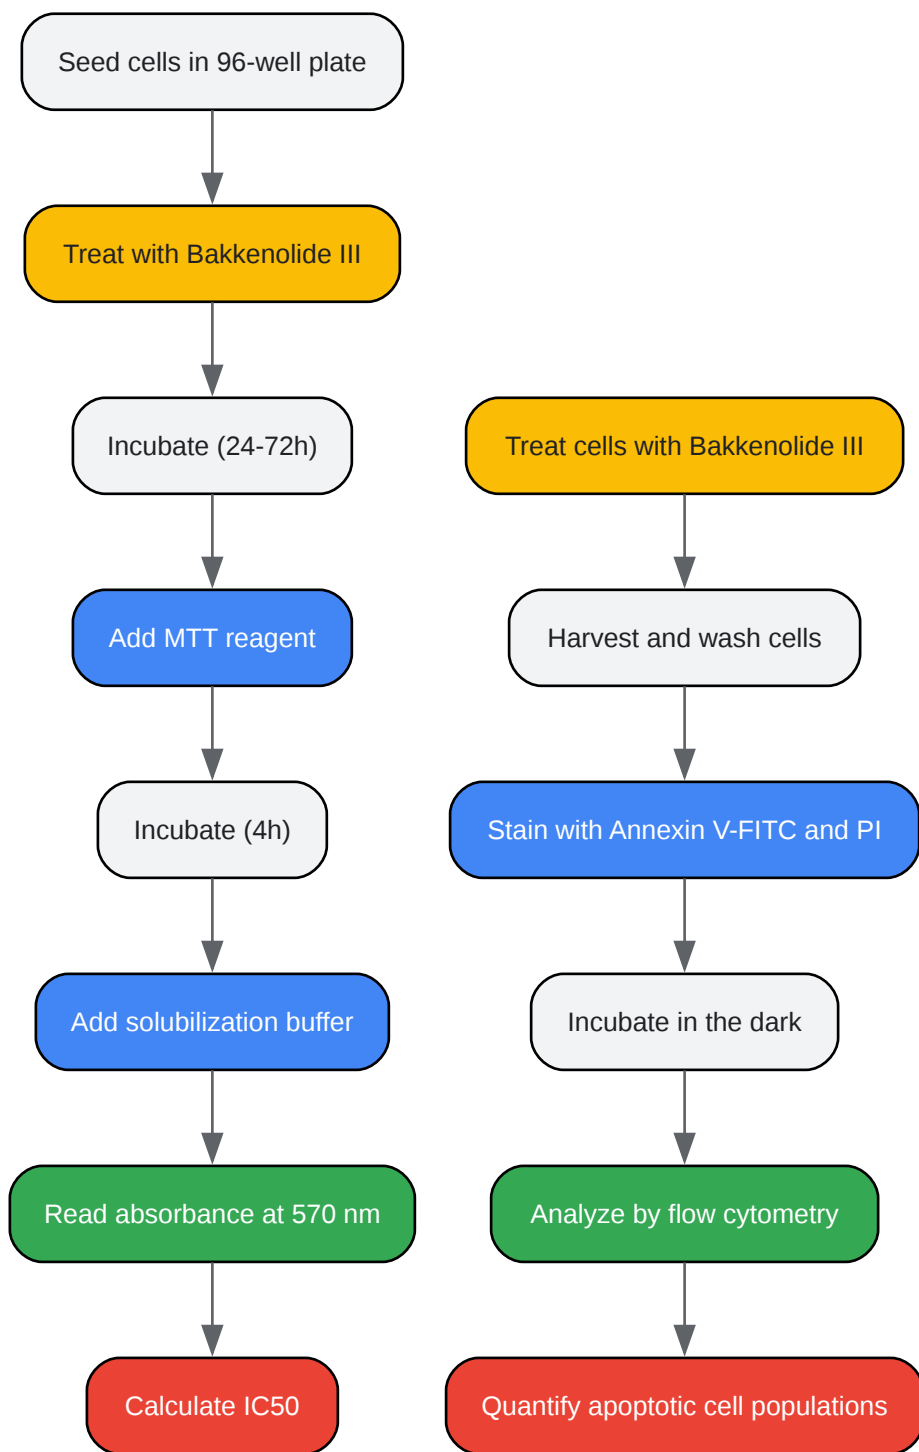 Seed cells in 96-well plate
Treat with Bakkenolide III
Incubate (24-72h)
Add MTT reagent
Incubate (4h)
Add solubilization buffer
Read absorbance at 570 nm
Calculate IC50
Treat cells with Bakkenolide III
Harvest and wash cells
Stain with Annexin V-FITC and PI
Incubate in the dark
Analyze by flow cytometry
Quantify apoptotic cell populations